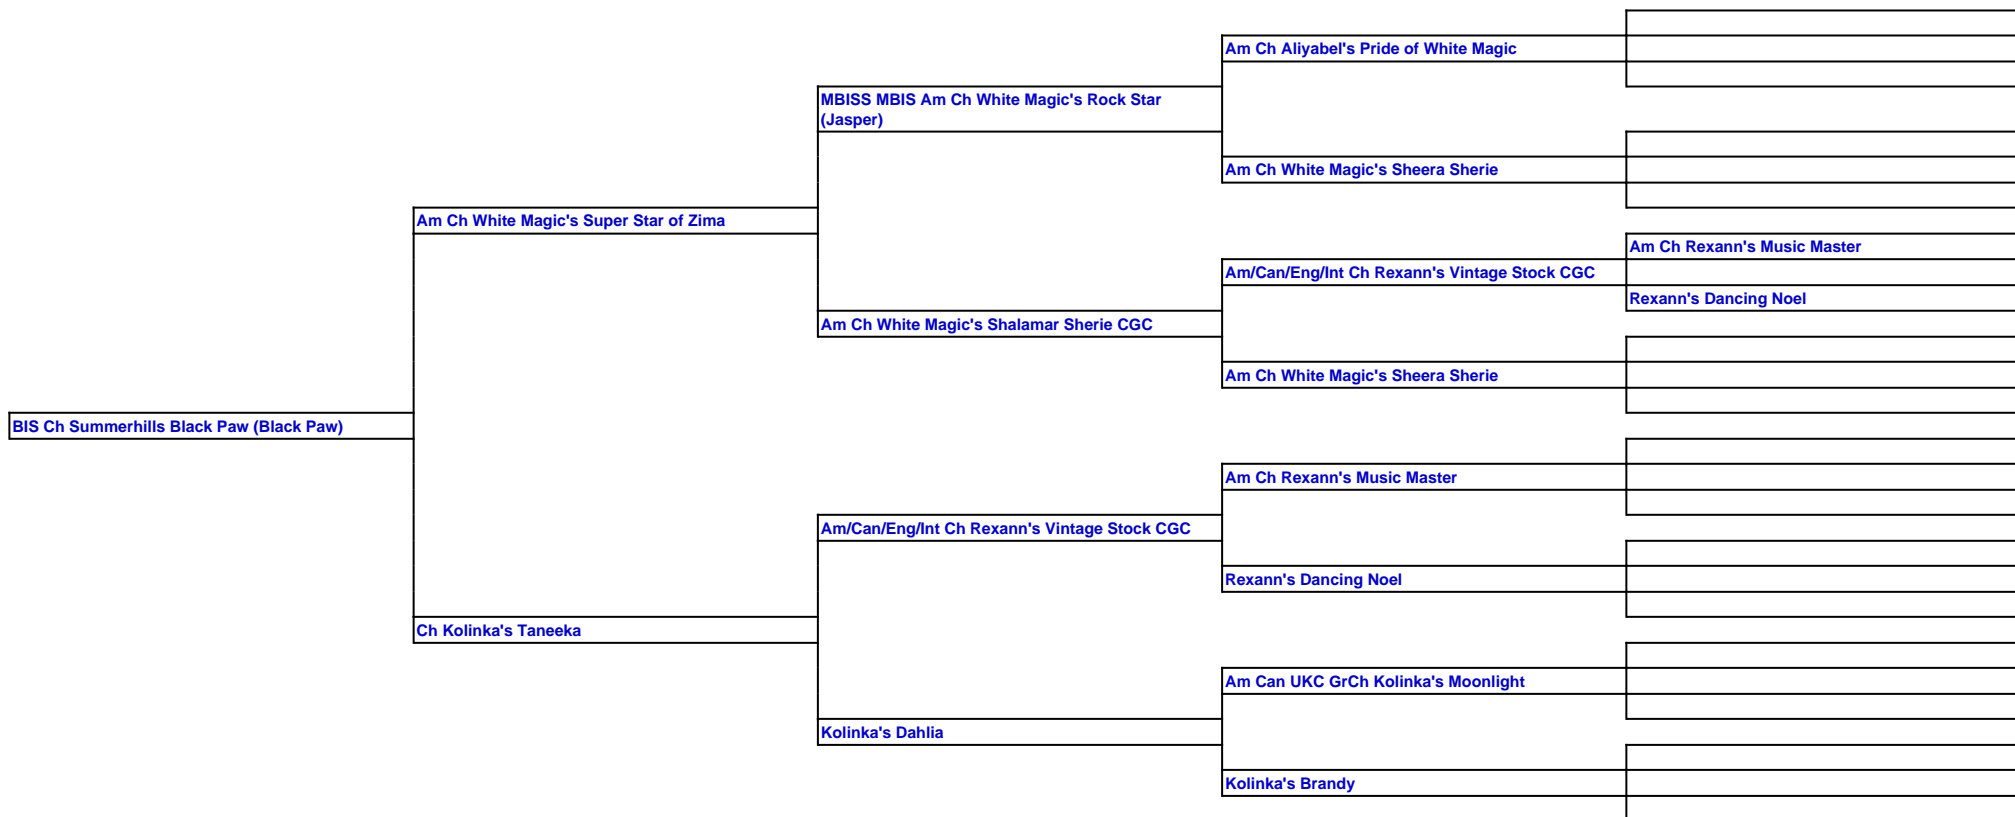 Am Ch Aliyabel's Pride of White Magic
MBISS MBIS Am Ch White Magic's Rock Star
(Jasper)
Am Ch White Magic's Sheera Sherie
Am Ch White Magic's Super Star of Zima
Am Ch Rexann's Music Master
Am/Can/Eng/Int Ch Rexann's Vintage Stock CGC
Rexann's Dancing Noel
Am Ch White Magic's Shalamar Sherie CGC
Am Ch White Magic's Sheera Sherie
BIS Ch Summerhills Black Paw (Black Paw)
Am Ch Rexann's Music Master
Am/Can/Eng/Int Ch Rexann's Vintage Stock CGC
Rexann's Dancing Noel
Ch Kolinka's Taneeka
Am Can UKC GrCh Kolinka's Moonlight
Kolinka's Dahlia
Kolinka's Brandy